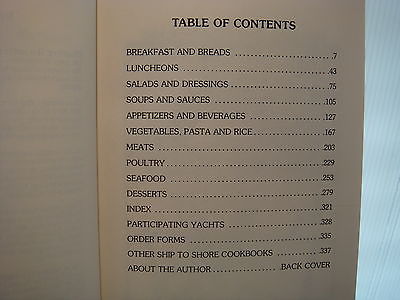 TABLE OF CONTENTS
BREAKFAST AND BREADS ..................7
LUNCHEONS ..................43
SALADS AND DRESSINGS ..................75
SOUPS AND SAUCES ..................105
APPETIZERS AND BEVERAGES ..................127
VEGETABLES, PASTA AND RICE ..................167
MEATS ..................203
POULTRY ..................229
SEAFOOD ..................253
DESSERTS ..................279
INDEX ..................321
PARTICIPATING YACHTS ..................328
ORDER FORMS ..................335
OTHER SHIP TO SHORE COOKBOOKS ..................337
ABOUT THE AUTHOR ..................BACK COVER